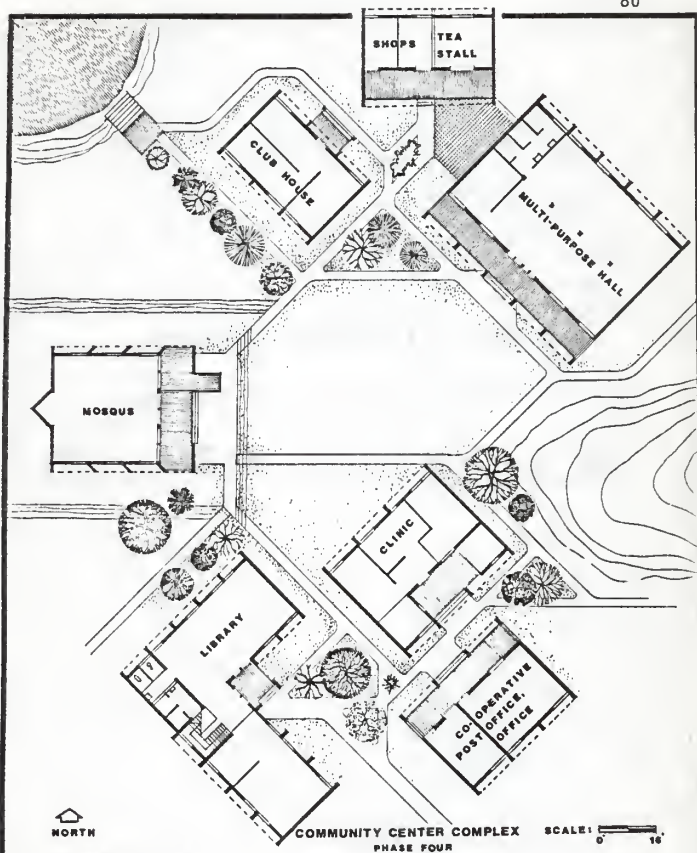 80
SHOPS
TEA
STALL
CLUB HOUSE
MULTI-PURPOSE HALL
MOSQUS
CLINIC
LIBRARY
CO-OPERATIVE
POST OFFICE,
OFFICE
NORTH
COMMUNITY CENTER COMPLEX
PHASE FOUR
SCALE:
0 16